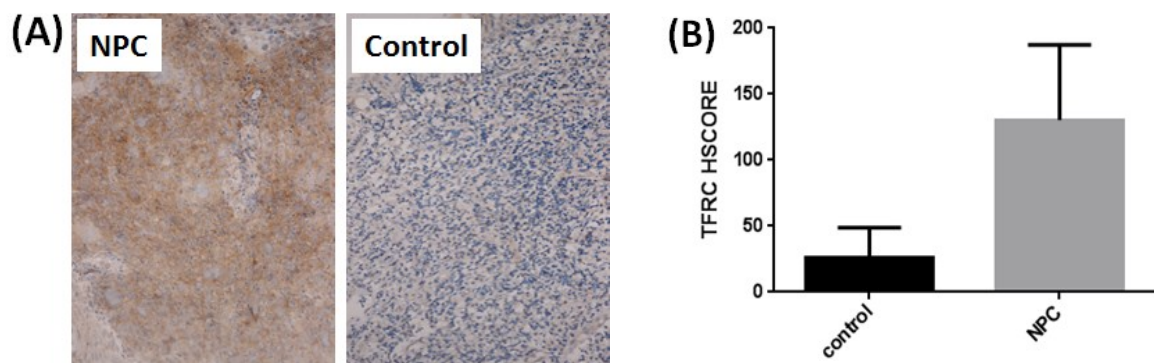 (A)
NPC
Control
(B)
TFRC HSCORE
200
150
100
50
0
control
NPC